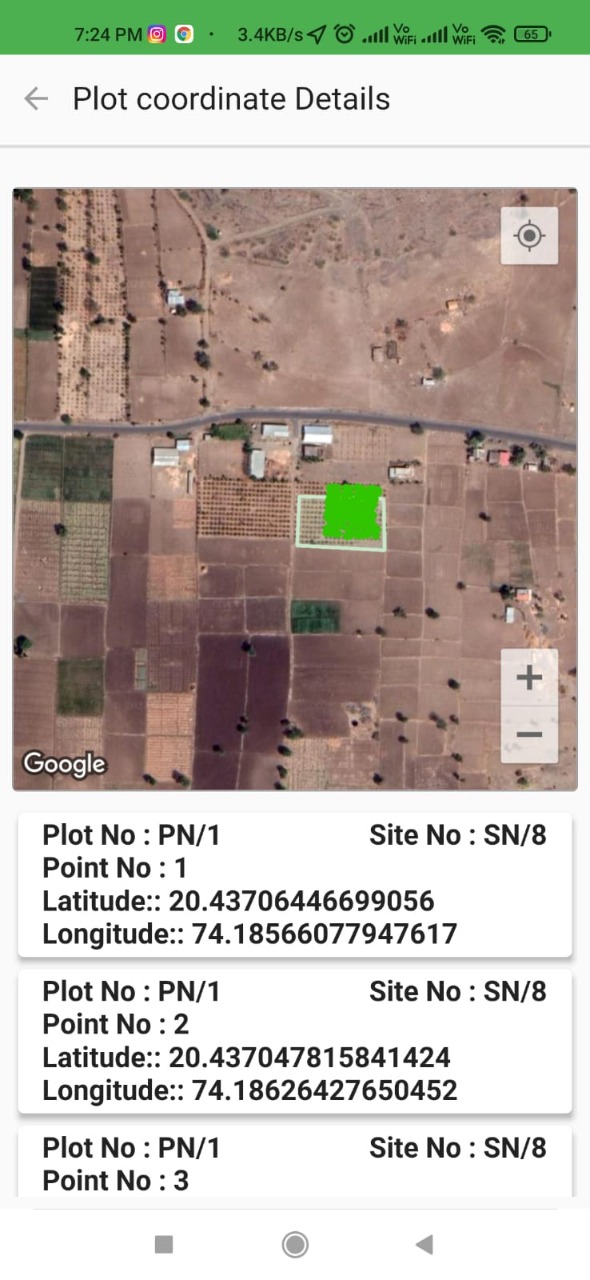 7:24 PM · 3.4KB/s Vo WiFi Vo WiFi 65
Plot coordinate Details
Google
Plot No : PN/1 Site No : SN/8
Point No : 1
Latitude:: 20.43706446699056
Longitude:: 74.18566077947617
Plot No : PN/1 Site No : SN/8
Point No : 2
Latitude:: 20.437047815841424
Longitude:: 74.18626427650452
Plot No : PN/1 Site No : SN/8
Point No : 3